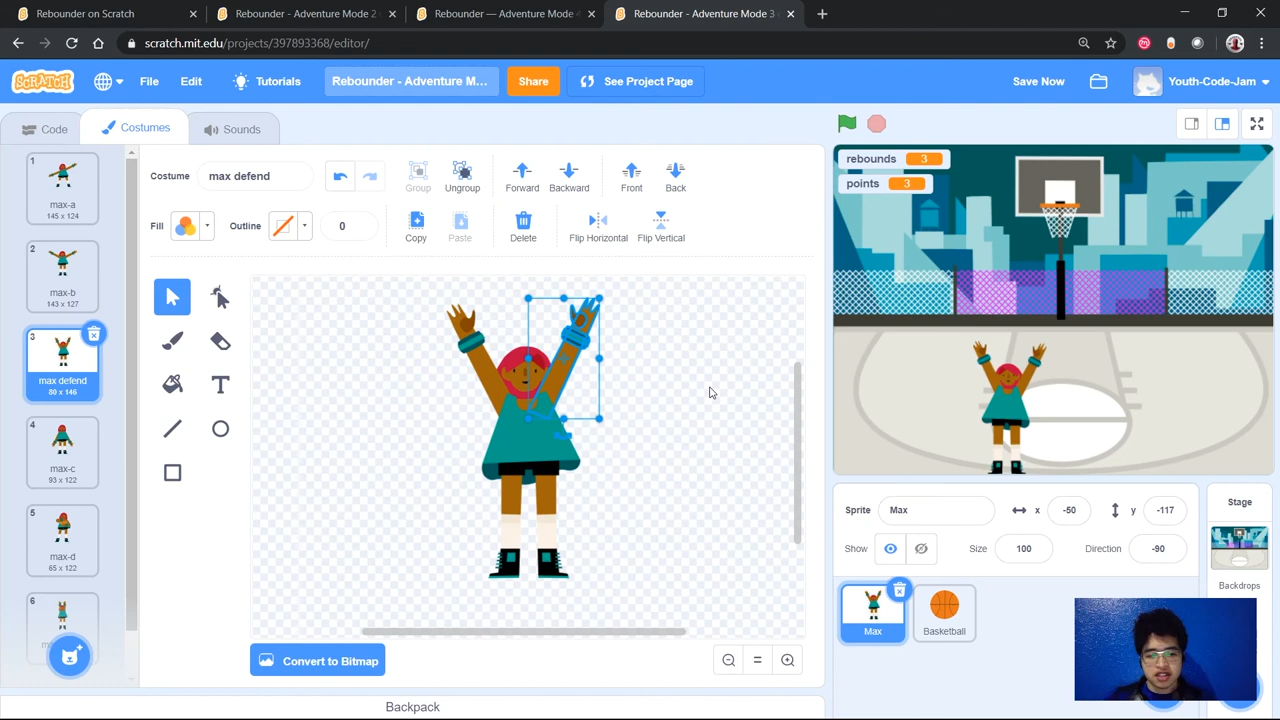 Rebounder on Scratch
Rebounder - Adventure Mode 2
Rebounder — Adventure Mode
Rebounder - Adventure Mode 3
scratch.mit.edu/projects/397893368/editor/
SCRATCH
File
Edit
Tutorials
Rebounder - Adventure M...
Share
See Project Page
Save Now
Youth-Code-Jam
Code
Costumes
Sounds
Costume
max defend
Group
Ungroup
Forward
Backward
Front
Back
Fill
Outline
0
Copy
Paste
Delete
Flip Horizontal
Flip Vertical
1
max-a
145 x 124
2
max-b
143 x 127
3
max defend
80 x 146
4
max-c
93 x 122
5
max-d
65 x 122
6
T
Convert to Bitmap
Backpack
rebounds 3
points 3
Sprite
Max
x
-50
y
-117
Show
Size
100
Direction
-90
Max
Basketball
Stage
Backdrops